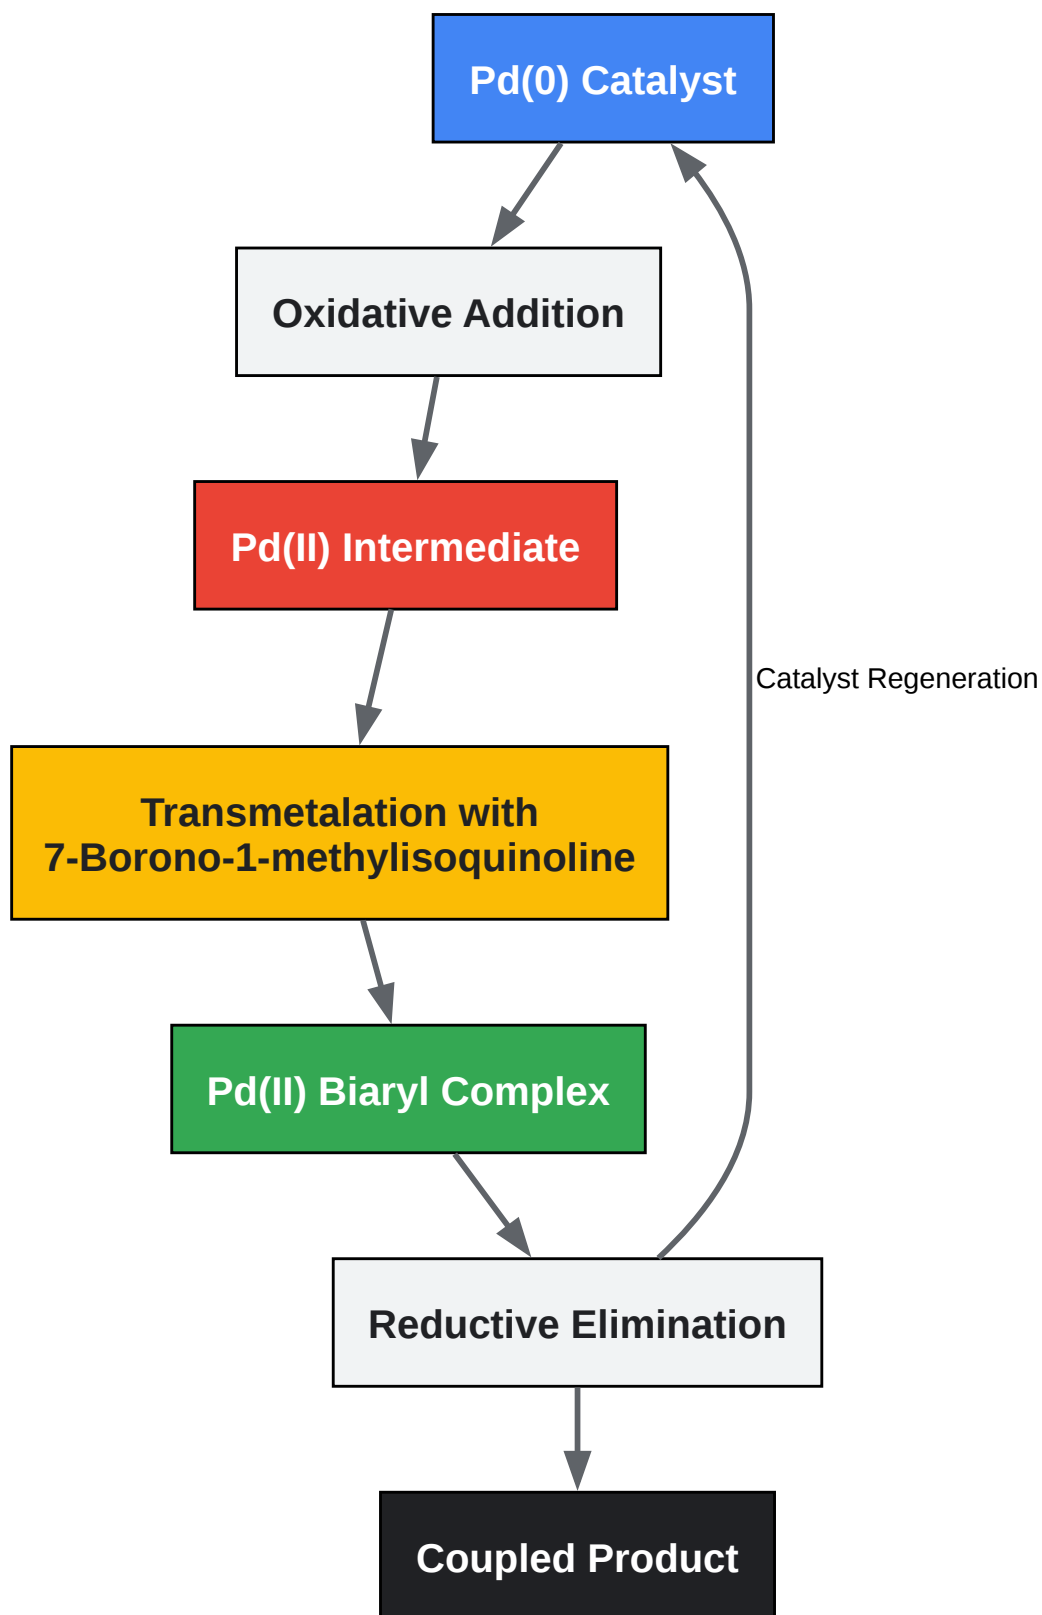 Pd(0) Catalyst
Oxidative Addition
Pd(II) Intermediate
Catalyst Regeneration
Transmetalation with
7-Borono-1-methylisoquinoline
Pd(II) Biaryl Complex
Reductive Elimination
Coupled Product